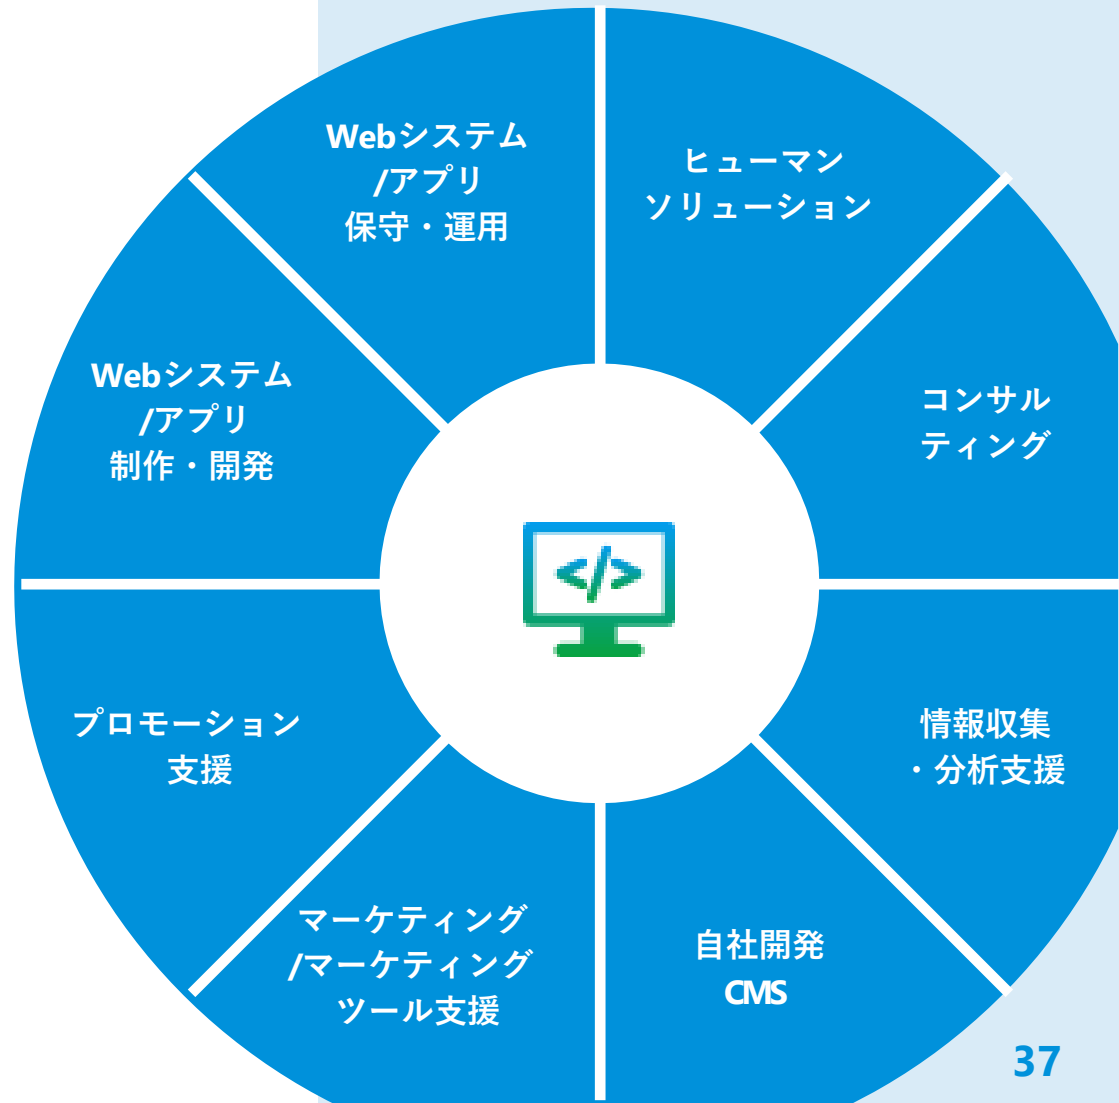 Webシステム
/アプリ
保守・運用
ヒューマン
ソリューション
Webシステム
/アプリ
制作・開発
コンサル
ティング
</>
プロモーション
支援
情報収集
・分析支援
マーケティング
/マーケティング
ツール支援
自社開発
CMS
37